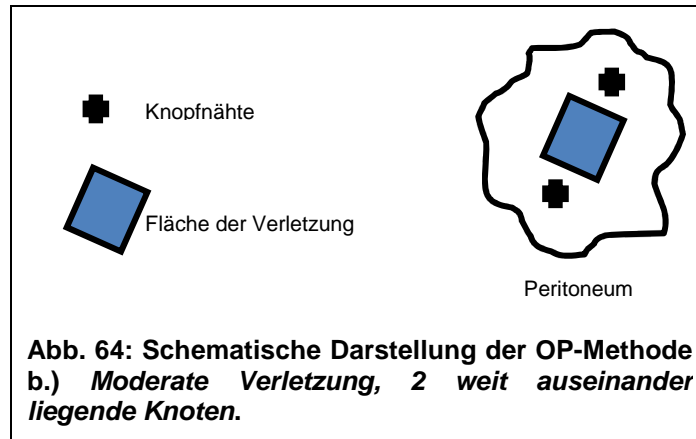 Knopfnähte
Fläche der Verletzung
Peritoneum
Abb. 64: Schematische Darstellung der OP-Methode
b.) Moderate Verletzung, 2 weit auseinander
liegende Knoten.